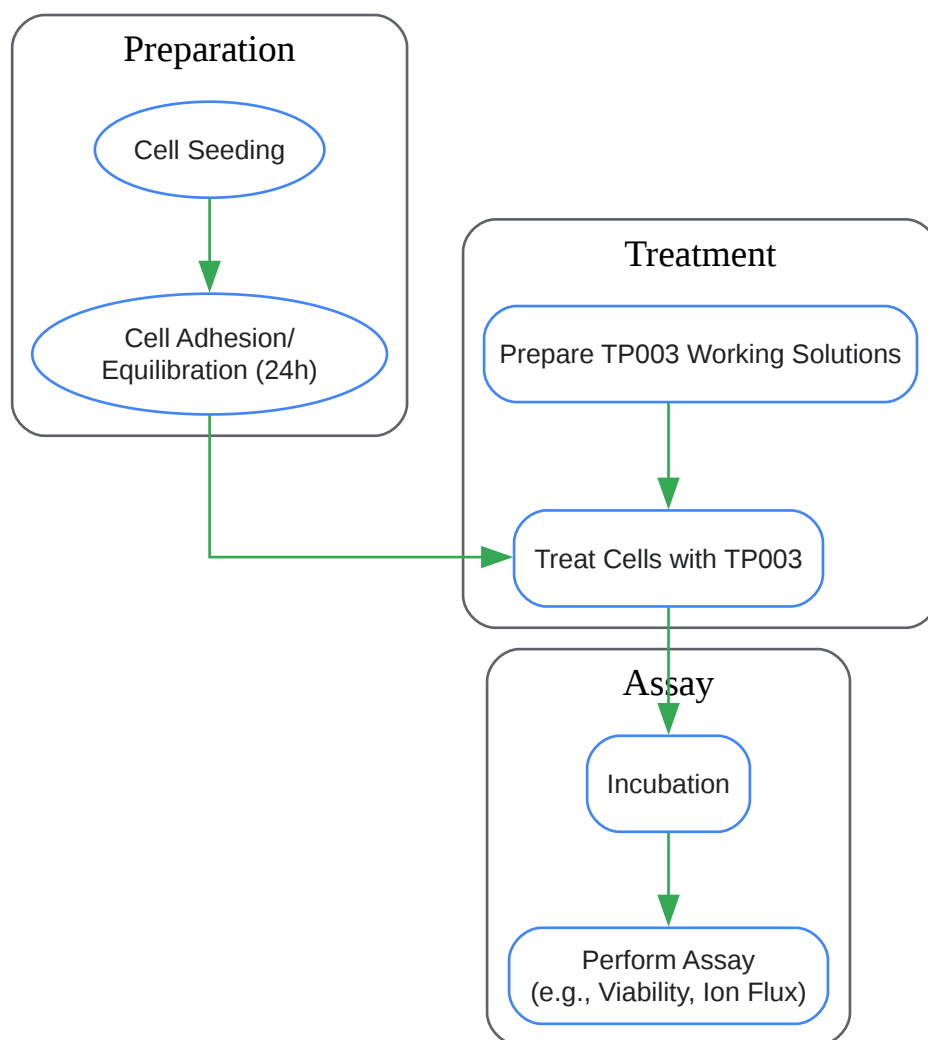 Preparation
Cell Seeding
Cell Adhesion/
Equilibration (24h)
Treatment
Prepare TP003 Working Solutions
Treat Cells with TP003
Assay
Incubation
Perform Assay
(e.g., Viability, Ion Flux)